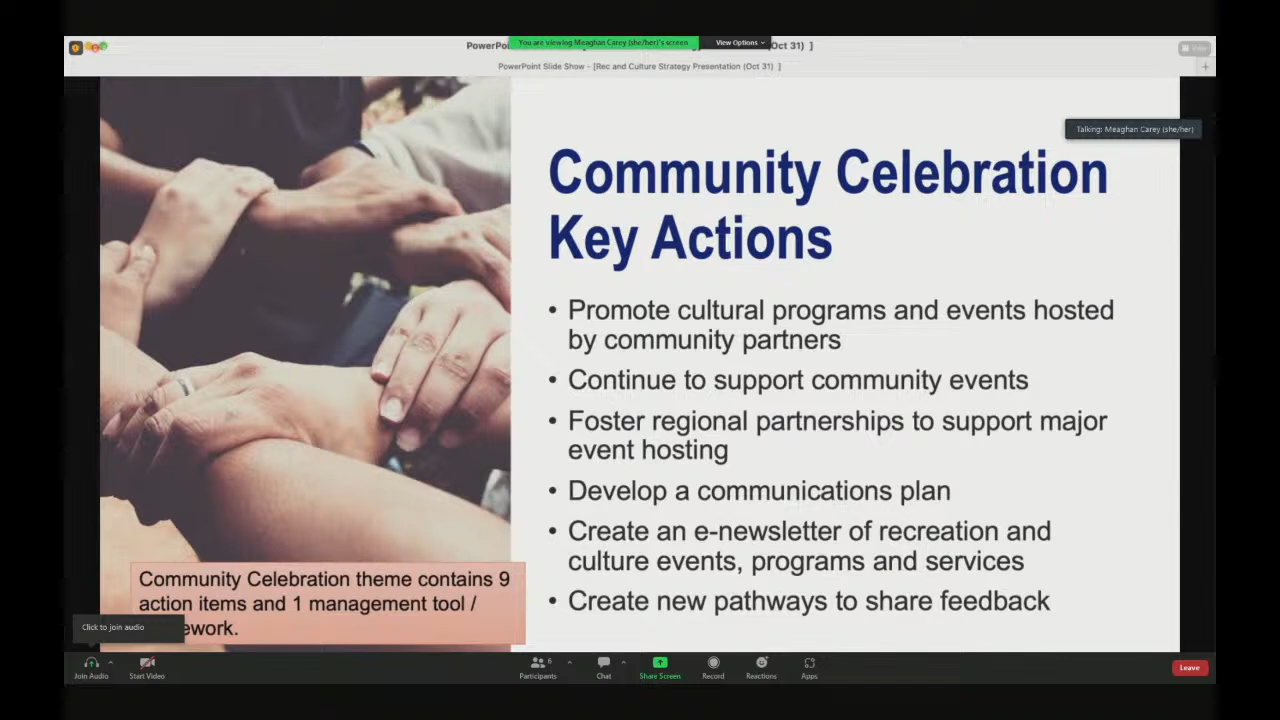 You are viewing Meaghan Carey (she/her)'s screen
View Options
Oct 31) ]
PowerPoint Slide Show - [Rec and Culture Strategy Presentation (Oct 31) ]
Talking: Meaghan Carey (she/her)
Community Celebration
Key Actions
• Promote cultural programs and events hosted
by community partners
• Continue to support community events
• Foster regional partnerships to support major
event hosting
• Develop a communications plan
• Create an e-newsletter of recreation and
culture events, programs and services
• Create new pathways to share feedback
Community Celebration theme contains 9
action items and 1 management tool /
ework.
Click to join audio
Join Audio
Start Video
6
Participants
Chat
Share Screen
Record
Reactions
Apps
Leave